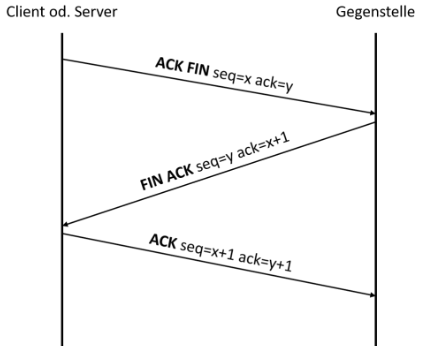 Client od. Server
Gegenstelle
ACK FIN seq=x ack=y
FIN ACK seq=y ack=x+1
ACK seq=x+1 ack=y+1